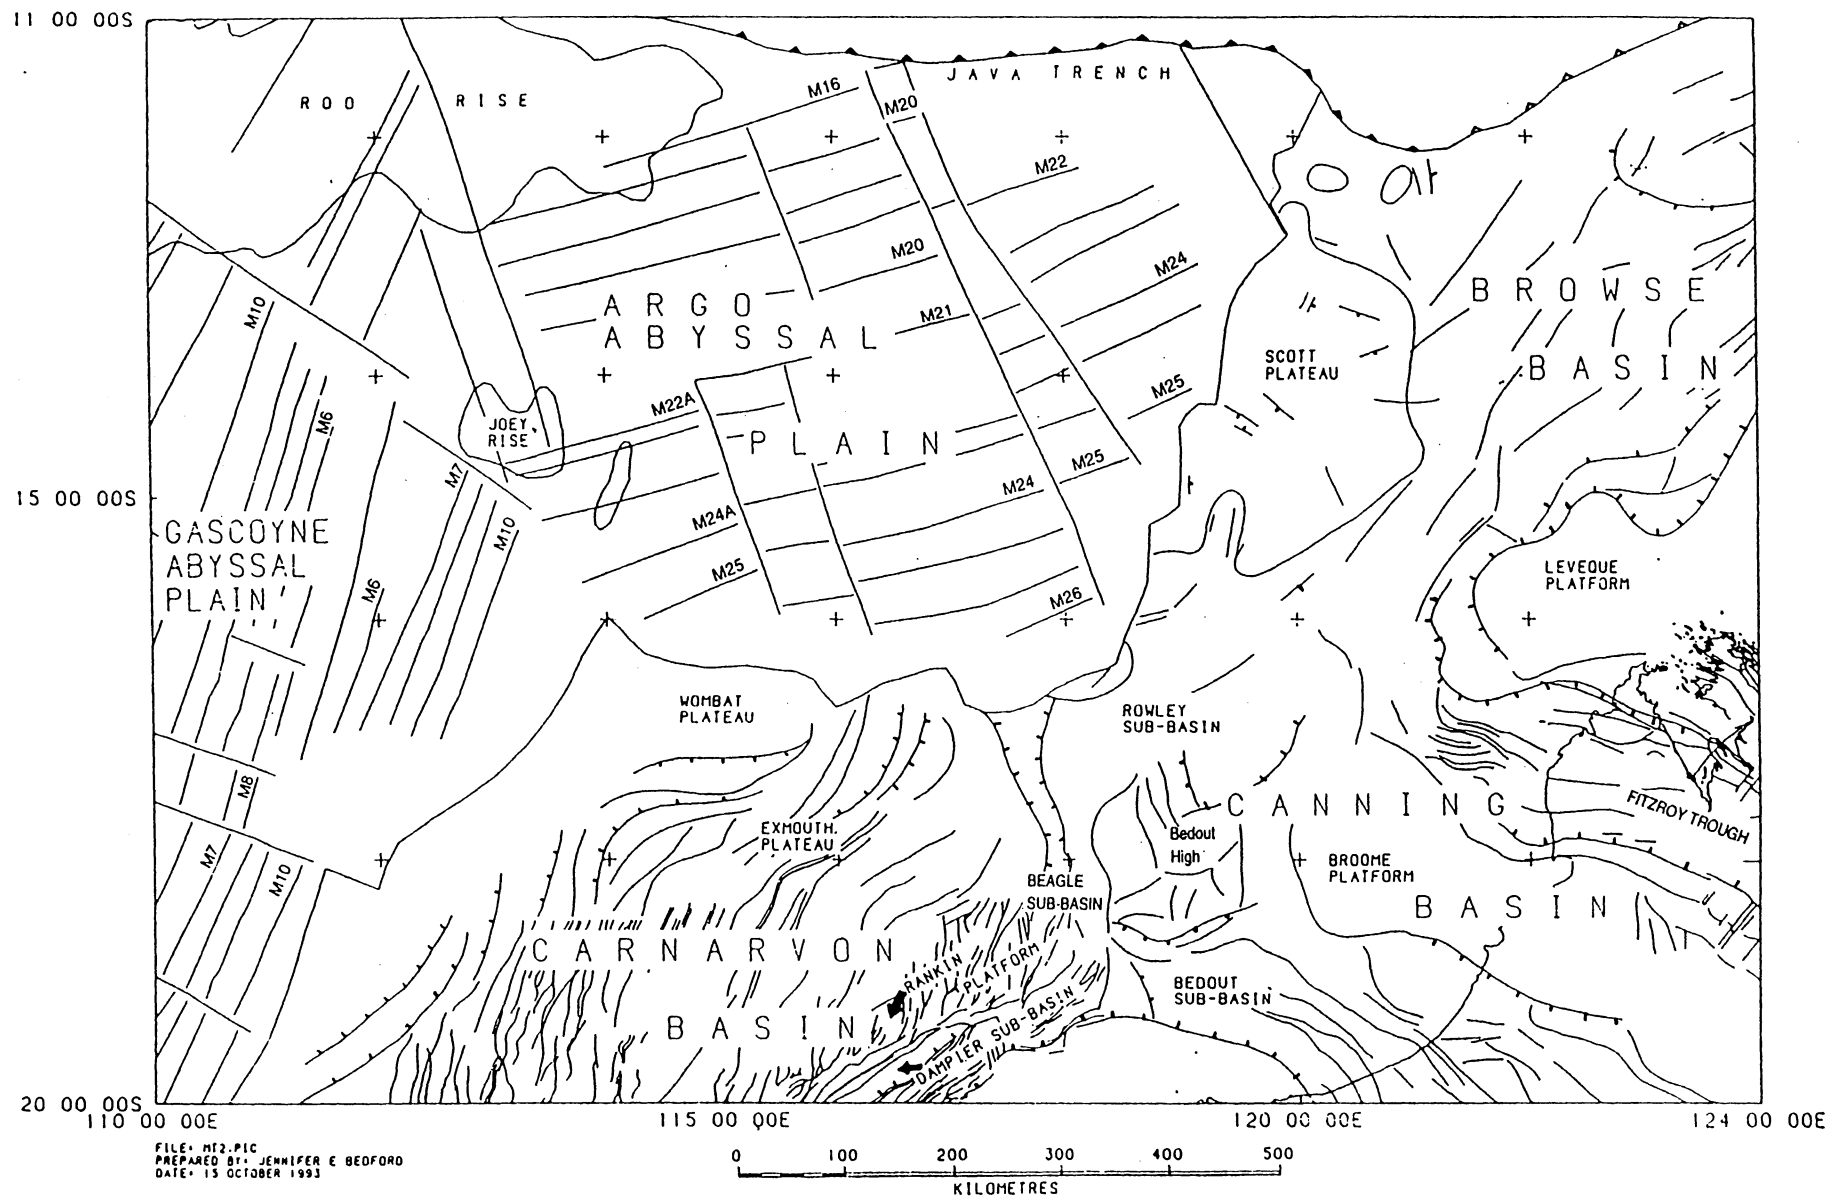 11 00 00S
ROO RISE
JAVA TRENCH
M16
M20
M22
M20
M24
M10
ARGO
ABYSSAL
M21
BROWSE
BASIN
SCOTT
PLATEAU
M6
JOEY
RISE
M22A
M25
PLAIN
M7
M25
15 00 00S
M24
GASCOYNE
ABYSSAL
PLAIN
M10
M24A
M25
LEVEQUE
PLATFORM
M6
M26
WOMBAT
PLATEAU
ROWLEY
SUB-BASIN
M8
CANNING
FITZROY TROUGH
EXMOUTH.
PLATEAU
Bedout
High
M7
M10
BROOME
PLATFORM
BEAGLE
SUB-BASIN
BASIN
CARNARVON
RANKIN
PLATFORM
BEDOUT
SUB-BASIN
BASIN
DAMPIER SUB-BASIN
20 00 00S
110 00 00E
115 00 00E
120 00 00E
124 00 00E
FILE: MT2.PIC
PREPARED BY: JENNIFER E BEDFORD
DATE: 15 OCTOBER 1993
0 100 200 300 400 500
KILOMETRES